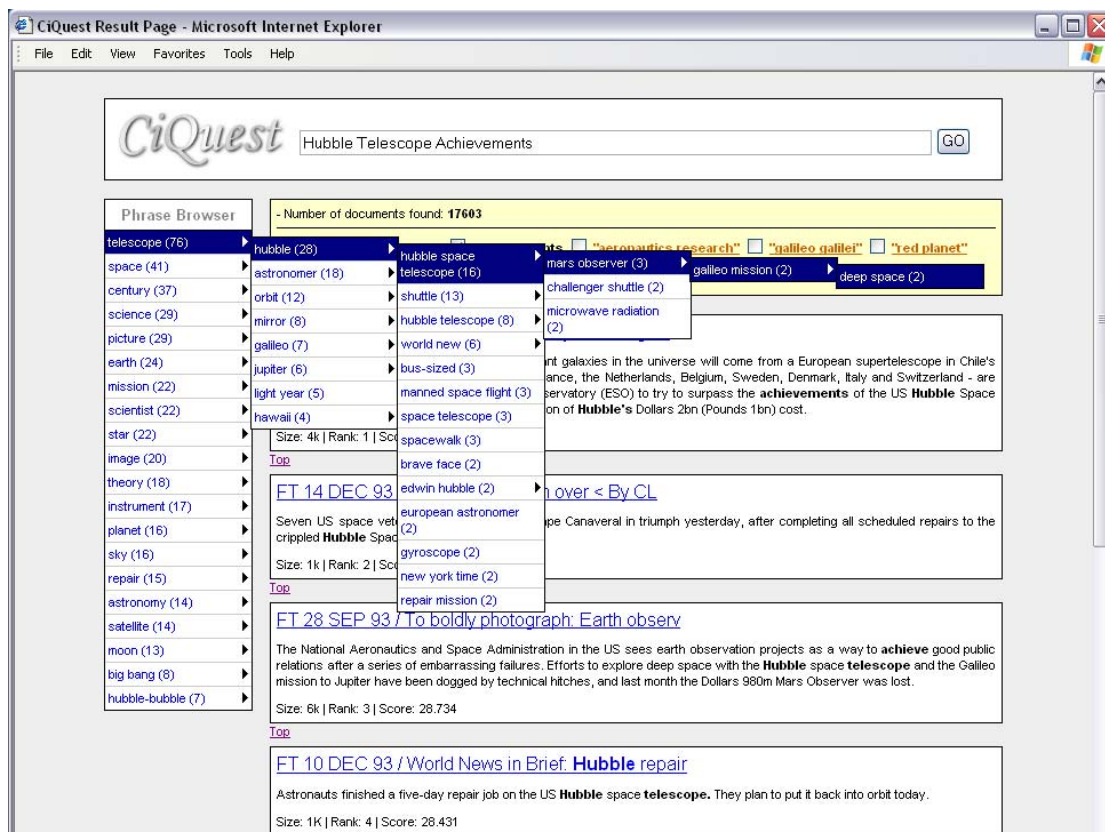 CiQuest Result Page - Microsoft Internet Explorer
File Edit View Favorites Tools Help
CiQuest
Hubble Telescope Achievements
GO
Phrase Browser
telescope (76)
space (41)
century (37)
science (29)
picture (29)
earth (24)
mission (22)
scientist (22)
star (22)
image (20)
theory (18)
instrument (17)
planet (16)
sky (16)
repair (15)
astronomy (14)
satellite (14)
moon (13)
big bang (8)
hubble-bubble (7)
hubble (28)
astronomer (18)
orbit (12)
mirror (8)
galileo (7)
jupiter (6)
light year (5)
hawaii (4)
hubble space
telescope (16)
shuttle (13)
hubble telescope (8)
world new (6)
bus-sized (3)
manned space flight (3)
space telescope (3)
spacewalk (3)
brave face (2)
edwin hubble (2)
european astronomer
(2)
gyroscope (2)
new york time (2)
repair mission (2)
mars observer (3)
challenger shuttle (2)
microwave radiation
(2)
galileo mission (2)
deep space (2)
- Number of documents found: 17603
"aeronautics research" "galileo galilei" "red planet"
galaxies in the universe will come from a European supertelescope in Chile's
the Netherlands, Belgium, Sweden, Denmark, Italy and Switzerland - are
(ESO) to try to surpass the achievements of the US Hubble Space
of Hubble's Dollars 2bn (Pounds 1bn) cost.
Size: 4k | Rank: 1 |
Top
FT 14 DEC 93 over < By CL
Seven US space in triumph yesterday, after completing all scheduled repairs to the
crippled Hubble
Size: 1k | Rank: 2 |
Top
FT 28 SEP 93 / To boldly photograph: Earth observ
The National Aeronautics and Space Administration in the US sees earth observation projects as a way to achieve good public
relations after a series of embarrassing failures. Efforts to explore deep space with the Hubble space telescope and the Galileo
mission to Jupiter have been dogged by technical hitches, and last month the Dollars 980m Mars Observer was lost.
Size: 6k | Rank: 3 | Score: 28.734
Top
FT 10 DEC 93 / World News in Brief: Hubble repair
Astronauts finished a five-day repair job on the US Hubble space telescope. They plan to put it back into orbit today.
Size: 1K | Rank: 4 | Score: 28.431